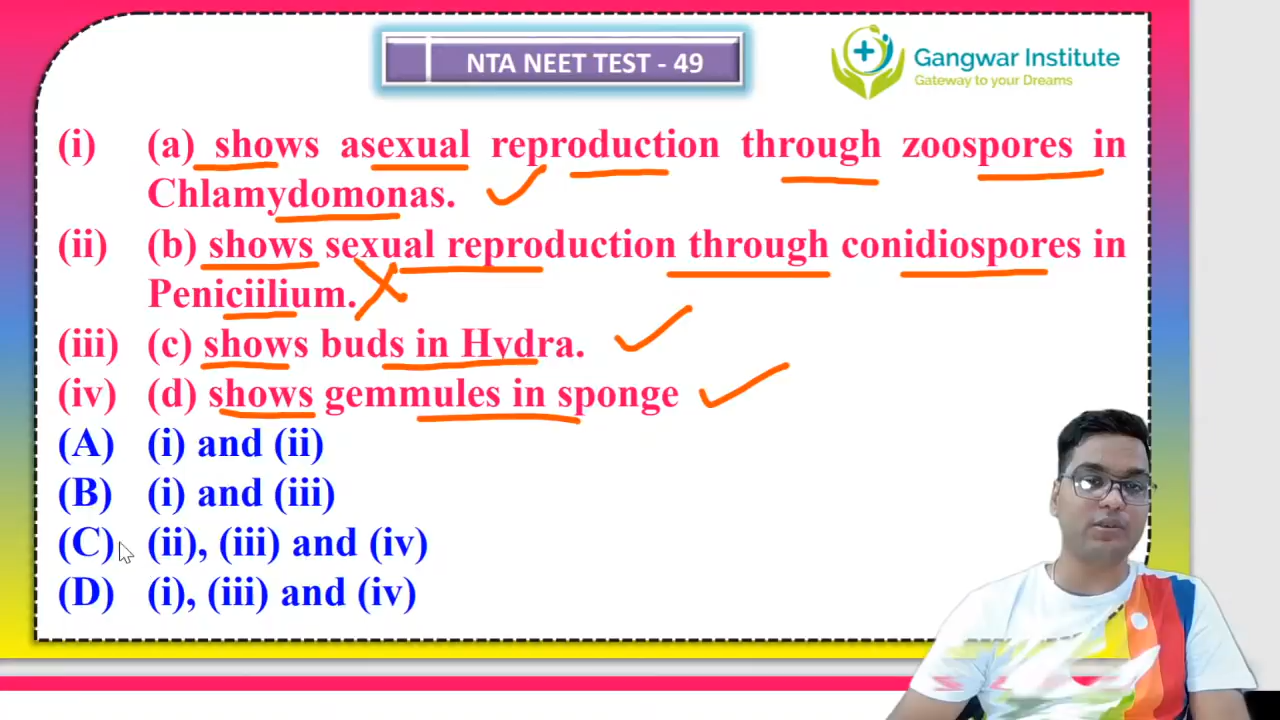 NTA NEET TEST - 49
Gangwar Institute
Gateway to your Dreams
(i) (a) shows asexual reproduction through zoospores in
Chlamydomonas.
(ii) (b) shows sexual reproduction through conidiospores in
Peniciilium.
(iii) (c) shows buds in Hydra.
(iv) (d) shows gemmules in sponge
(A) (i) and (ii)
(B) (i) and (iii)
(C) (ii), (iii) and (iv)
(D) (i), (iii) and (iv)